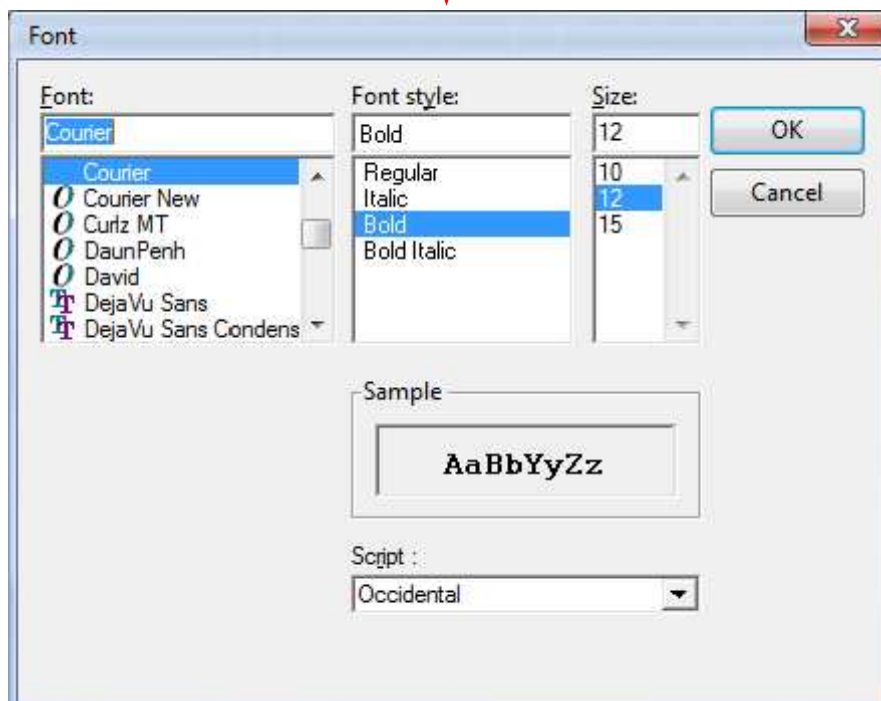 Font
Font: Font style: Size:
Courier Bold 12 OK
Courier Regular 10
Courier New Italic 12 Cancel
Curlz MT Bold 15
DaunPenh Bold Italic
David
DejaVu Sans
DejaVu Sans Condens
Sample
AaBbYyZz
Script :
Occidental